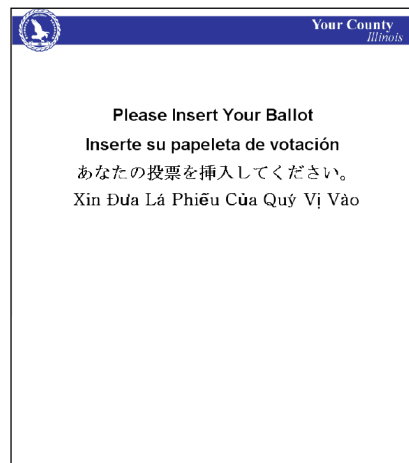 Your County
Illinois
Please Insert Your Ballot
Inserte su papeleta de votación
あなたの投票を挿入してください。
Xin Đưa Lá Phiếu Của Quý Vị Vào